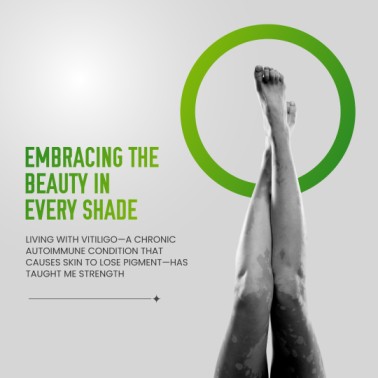 EMBRACING THE
BEAUTY IN
EVERY SHADE
LIVING WITH VITILIGO—A CHRONIC
AUTOIMMUNE CONDITION THAT
CAUSES SKIN TO LOSE PIGMENT—HAS
TAUGHT ME STRENGTH